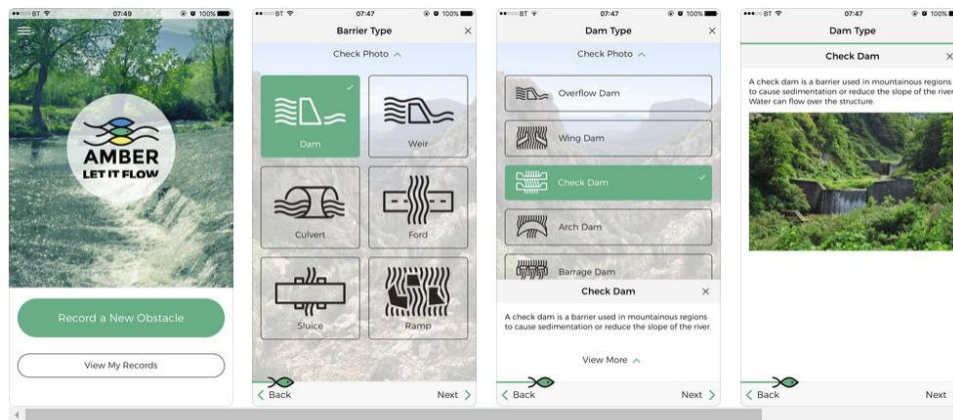 BT 07:49 100%
AMBER
LET IT FLOW
Record a New Obstacle
View My Records
BT 07:47 100%
Barrier Type ×
Check Photo
Dam
Weir
Culvert
Ford
Sluice
Ramp
Back Next
BT 07:47 100%
Dam Type ×
Check Photo
Overflow Dam
Wing Dam
Check Dam
Arch Dam
Barrage Dam
Check Dam ×
A check dam is a barrier used in mountainous regions
to cause sedimentation or reduce the slope of the river.
View More
Back Next
BT 07:47 100%
Dam Type
Check Dam
A check dam is a barrier used in mountainous regions
to cause sedimentation or reduce the slope of the river.
Water can flow over the structure.
Back Next